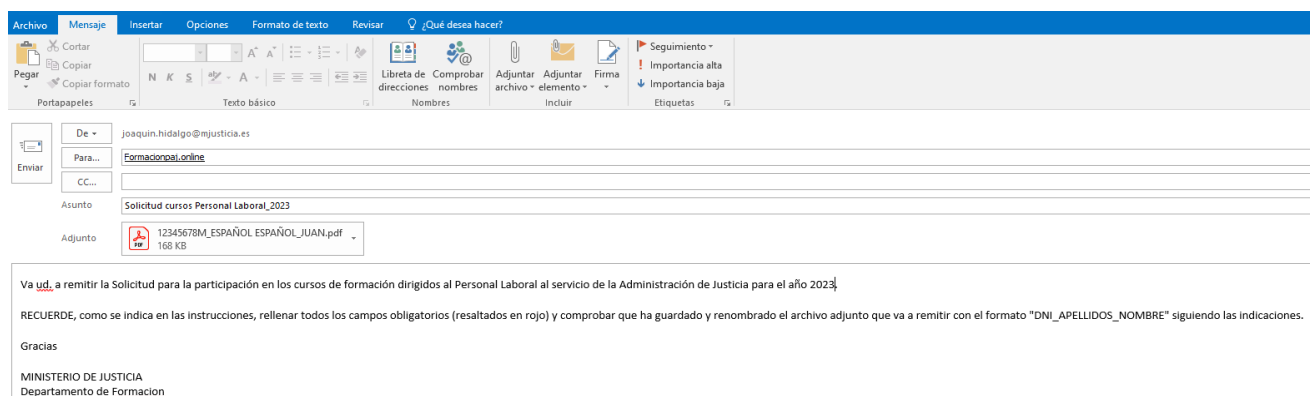 Archivo Mensaje Insertar Opciones Formato de texto Revisar ¿Qué desea hacer?
Pegar
Cortar
Copiar
Copiar formato
Portapapeles
N K S A
A A
Texto básico
Libreta de direcciones
Comprobar nombres
Nombres
Adjuntar archivo
Adjuntar elemento
Firma
Incluir
Seguimiento
Importancia alta
Importancia baja
Etiquetas
Enviar
De joaquin.hidalgo@mjusticia.es
Para... Formacionpaj.online
CC...
Asunto Solicitud cursos Personal Laboral_2023
Adjunto 12345678M_ESPAÑOL ESPAÑOL_JUAN.pdf
PDF 168 KB
Va ud. a remitir la Solicitud para la participación en los cursos de formación dirigidos al Personal Laboral al servicio de la Administración de Justicia para el año 2023.
RECUERDE, como se indica en las instrucciones, rellenar todos los campos obligatorios (resaltados en rojo) y comprobar que ha guardado y renombrado el archivo adjunto que va a remitir con el formato "DNI_APELLIDOS_NOMBRE" siguiendo las indicaciones.
Gracias
MINISTERIO DE JUSTICIA
Departamento de Formacion